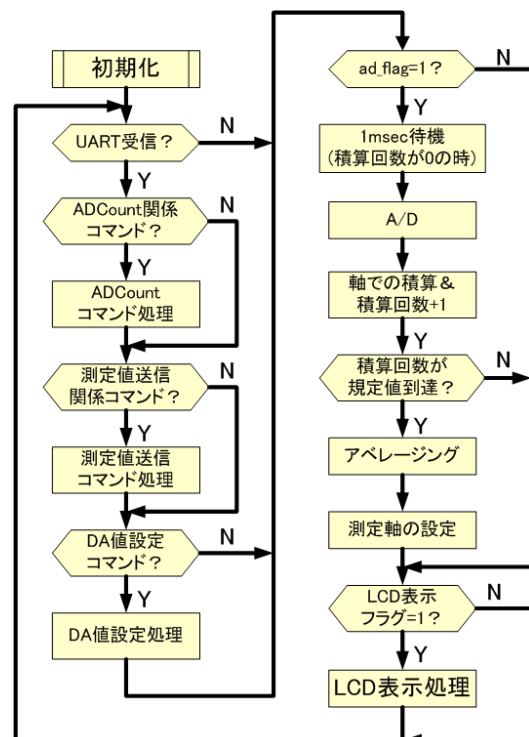 初期化
UART受信？
N
Y
ADCount関係
コマンド？
N
Y
ADCount
コマンド処理
測定値送信
関係コマンド？
N
Y
測定値送信
コマンド処理
DA値設定
コマンド？
N
Y
DA値設定処理
ad_flag=1？
N
Y
1msec待機
(積算回数が0の時)
A/D
軸での積算＆
積算回数+1
Y
積算回数が
規定値到達？
N
Y
アベレージング
測定軸の設定
LCD表示
フラグ=1？
N
Y
LCD表示処理